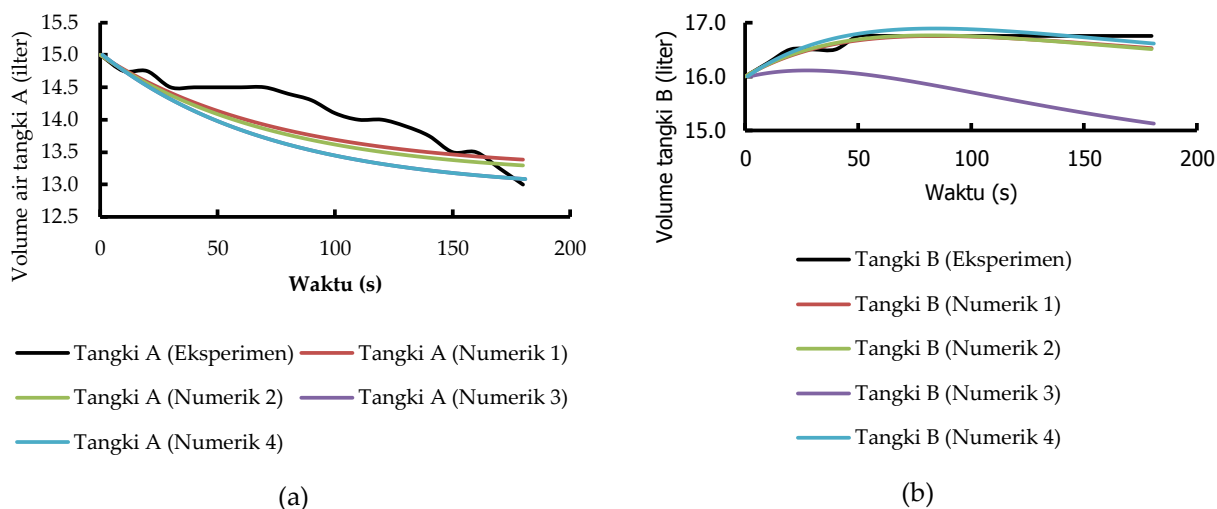 Volume air tangki A (ilter)
15.5
15.0
14.5
14.0
13.5
13.0
12.5
0 50 100 150 200
Waktu (s)
Tangki A (Eksperimen) Tangki A (Numerik 1)
Tangki A (Numerik 2) Tangki A (Numerik 3)
Tangki A (Numerik 4)
(a)
Volume tangki B (liter)
17.0
16.0
15.0
0 50 100 150 200
Waktu (s)
Tangki B (Eksperimen)
Tangki B (Numerik 1)
Tangki B (Numerik 2)
Tangki B (Numerik 3)
Tangki B (Numerik 4)
(b)